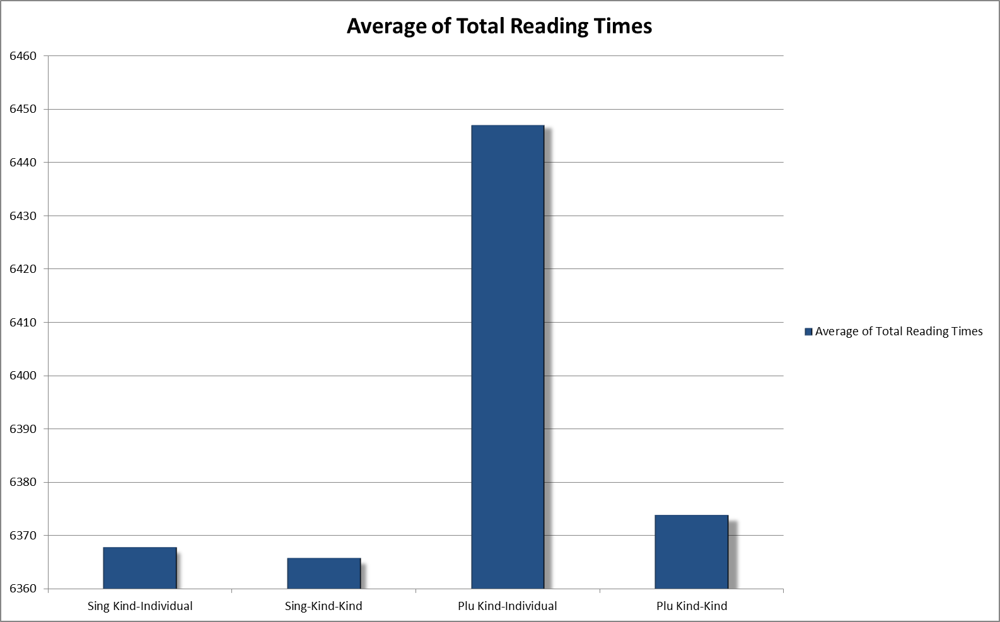 Average of Total Reading Times
6460
6450
6440
6430
6420
6410
6400
6390
6380
6370
6360
Sing Kind-Individual
Sing-Kind-Kind
Plu Kind-Individual
Plu Kind-Kind
Average of Total Reading Times